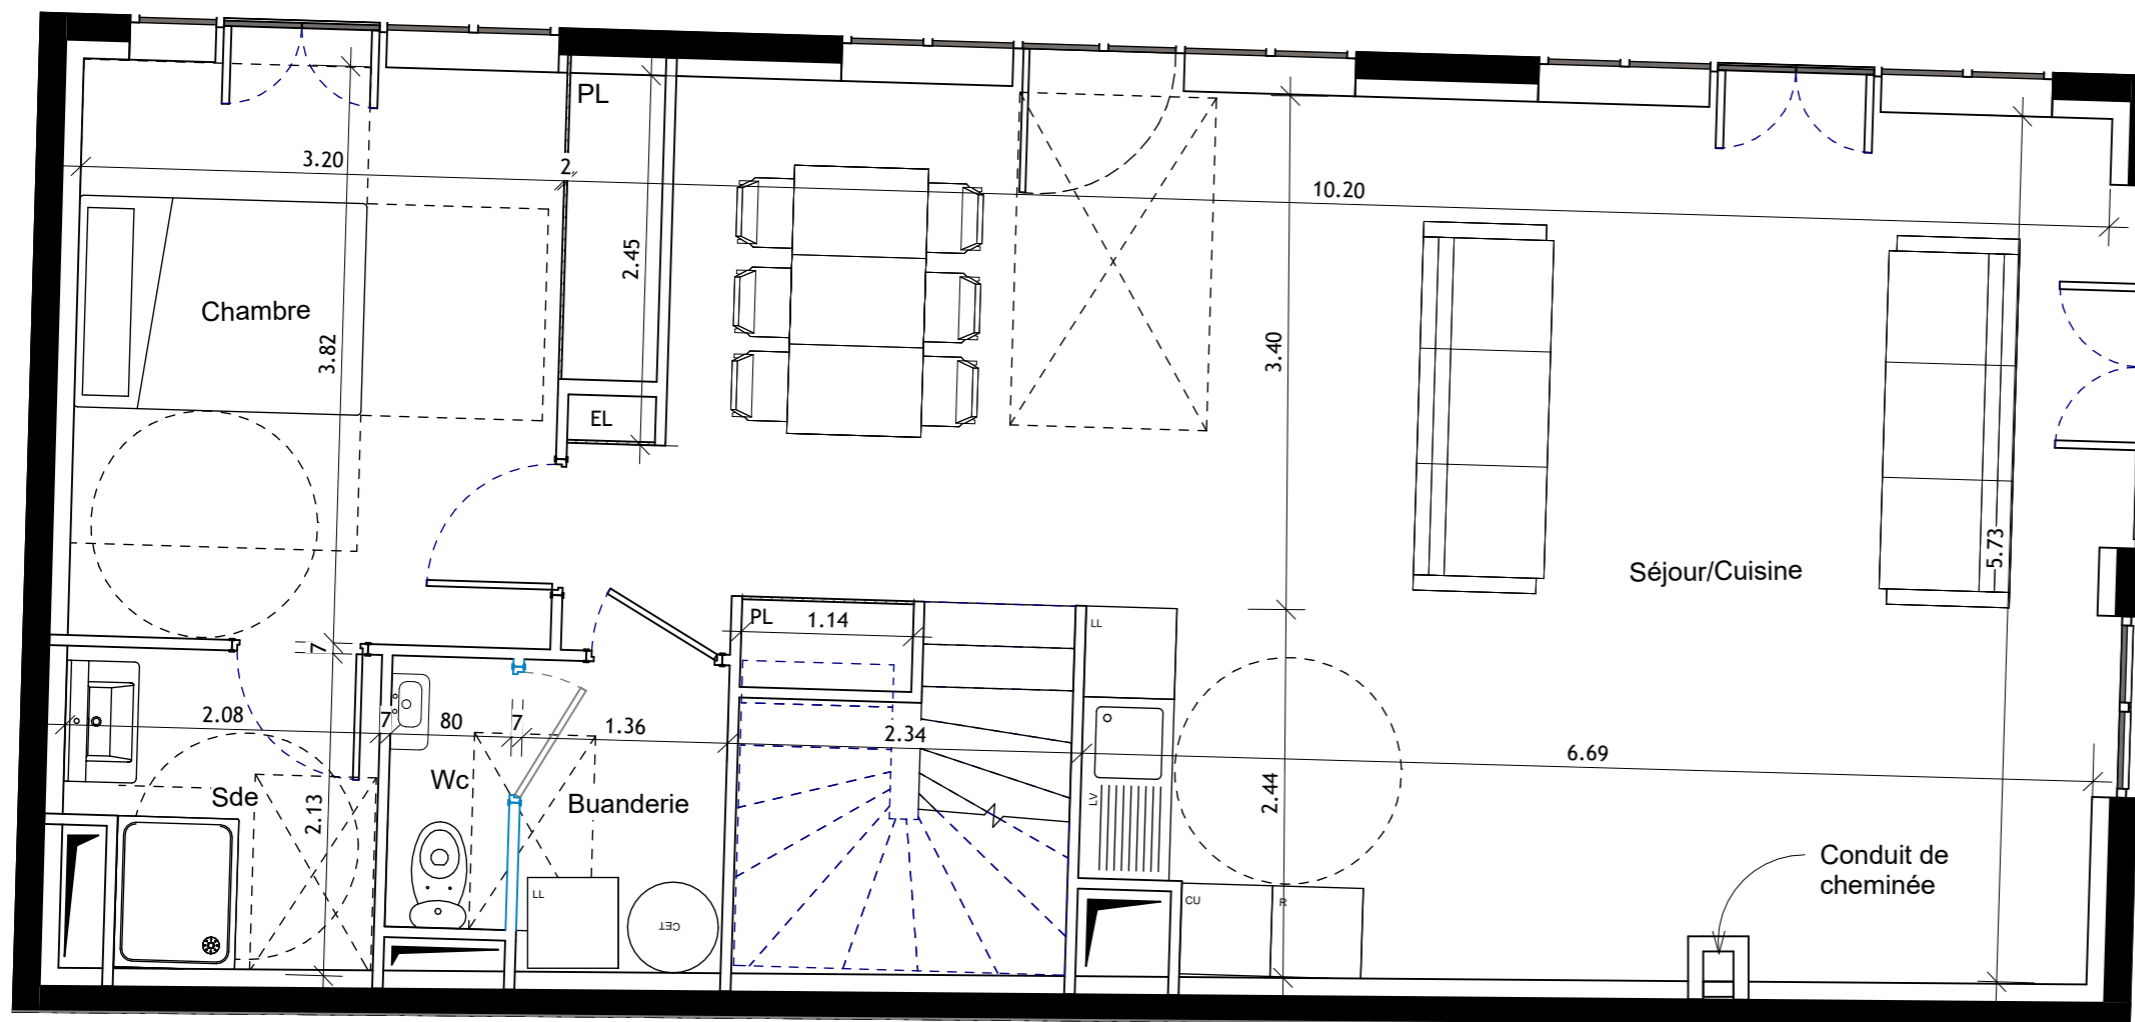 PL
3.20
2
10.20
2.45
Chambre
3.82
3.40
EL
5.73
Séjour/Cuisine
PL
1.14
LL
7
2.08
7
80
7
1.36
2.34
6.69
Wc
Sde
2.13
Buanderie
2.44
LV
Conduit de
cheminée
LL
CET
CU
R